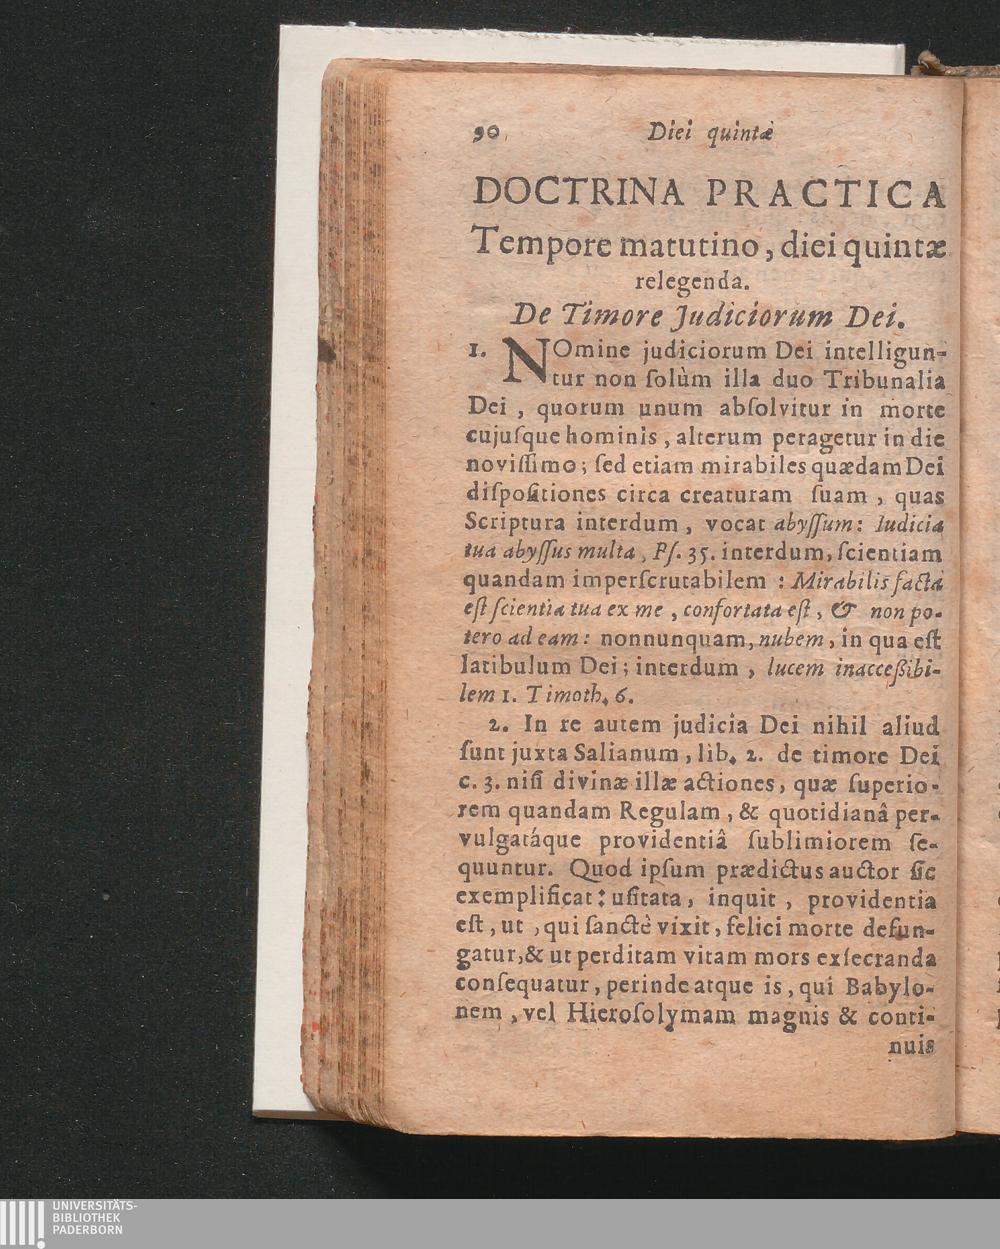 90
Diei quintæ
DOCTRINA PRACTICA
Tempore matutino, diei quintæ
relegenda.
De Timore Judiciorum Dei.
1. NOmine judiciorum Dei intelligun-
tur non ſolùm illa duo Tribunalia
Dei, quorum unum abſolvitur in morte
cujuſque hominis, alterum peragetur in die
noviſſimo; ſed etiam mirabiles quædam Dei
diſpoſitiones circa creaturam ſuam, quas
Scriptura interdum, vocat abyſſum: Iudicia
tua abyſſus multa, Pſ. 35. interdum, ſcientiam
quandam imperſcrutabilem: Mirabilis facta
eſt ſcientia tua ex me, confortata eſt, & non po-
tero ad eam: nonnunquam, nubem, in qua eſt
latibulum Dei; interdum, lucem inacceßibi-
lem 1. Timoth. 6.
2. In re autem judicia Dei nihil aliud
ſunt juxta Salianum, lib. 2. de timore Dei
c. 3. niſi divinæ illæ actiones, quæ ſuperio-
rem quandam Regulam, & quotidianâ per-
vulgatáque providentiâ ſublimiorem ſe-
quuntur. Quod ipſum prædictus auctor ſic
exemplificat: uſitata, inquit, providentia
eſt, ut, qui ſanctè vixit, felici morte defun-
gatur, & ut perditam vitam mors exſecranda
conſequatur, perinde atque is, qui Babylo-
nem, vel Hieroſolymam magnis & conti-
nuis
UNIVERSITÄTS-
BIBLIOTHEK
PADERBORN